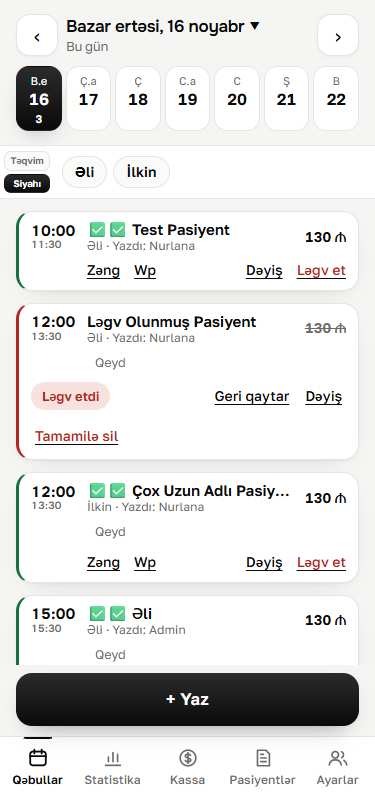 ‹ Bazar ertəsi, 16 noyabr ▼ ›
Bu gün
B.e Ç.a Ç C.a C Ş B
16 17 18 19 20 21 22
3
Təqvim
Siyahı
Əli İlkin
10:00 ✅ ✅ Test Pasiyent 130 ₼
11:30 Əli · Yazdı: Nurlana
Zəng Wp Dəyiş Ləgv et
12:00 Ləgv Olunmuş Pasiyent 130 ₼
13:30 Əli · Yazdı: Nurlana
Qeyd
Ləgv etdi Geri qaytar Dəyiş
Tamamilə sil
12:00 ✅ ✅ Çox Uzun Adlı Pasiy... 130 ₼
13:30 İlkin · Yazdı: Nurlana
Qeyd
Zəng Wp Dəyiş Ləgv et
15:00 ✅ ✅ Əli 130 ₼
15:30 Əli · Yazdı: Admin
Qeyd
+ Yaz
Qəbullar Statistika Kassa Pasiyentlər Ayarlar